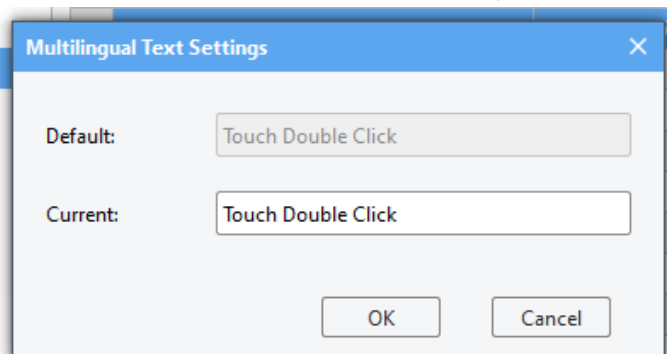 Multilingual Text Settings
Default: Touch Double Click
Current: Touch Double Click
OK Cancel